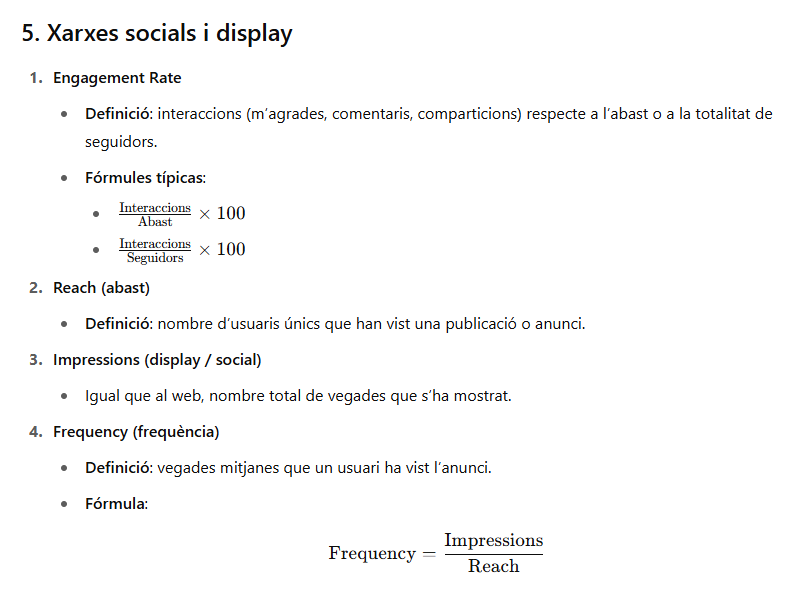 5. Xarxes socials i display
1. Engagement Rate
• Definició: interaccions (m'agrades, comentaris, comparticions) respecte a l'abast o a la totalitat de
seguidors.
• Fórmules típiques:
• Interaccions/Abast × 100
• Interaccions/Seguidors × 100
2. Reach (abast)
• Definició: nombre d'usuaris únics que han vist una publicació o anunci.
3. Impressions (display / social)
• Igual que al web, nombre total de vegades que s'ha mostrat.
4. Frequency (freqüència)
• Definició: vegades mitjanes que un usuari ha vist l'anunci.
• Fórmula:
Frequency = Impressions/Reach